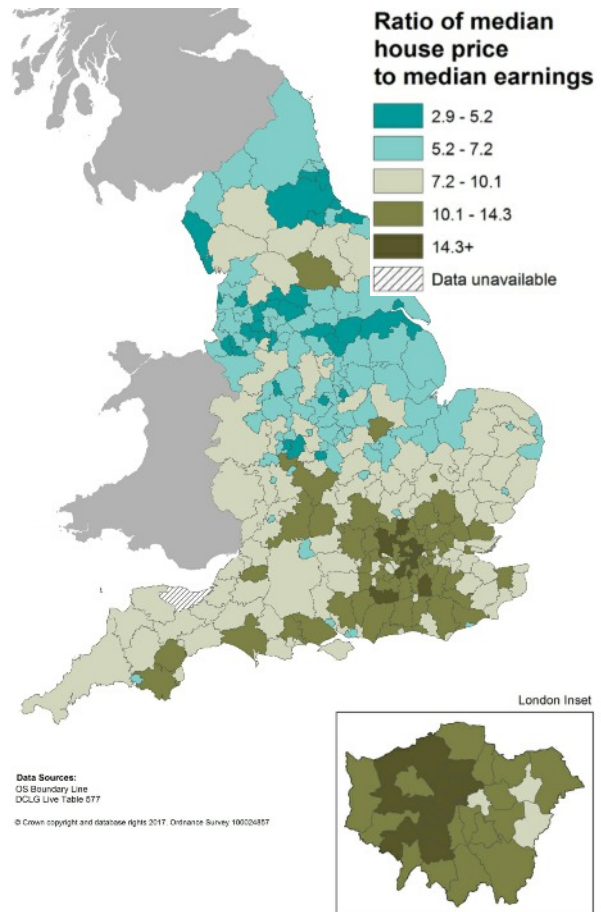 Ratio of median
house price
to median earnings
2.9 - 5.2
5.2 - 7.2
7.2 - 10.1
10.1 - 14.3
14.3+
Data unavailable
London Inset
Data Sources:
OS Boundary Line
DCLG Live Table 577
© Crown copyright and database rights 2017. Ordnance Survey 100024857